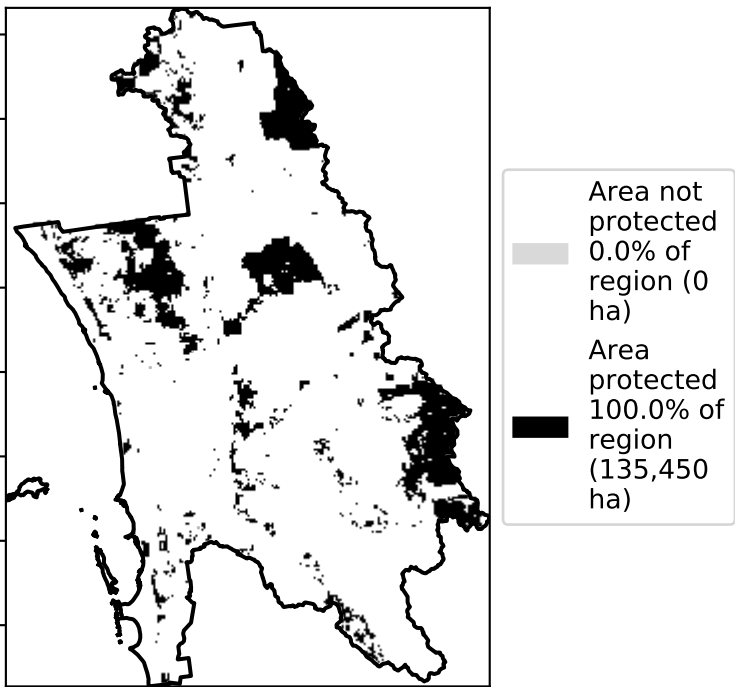 Area not
protected
0.0% of
region (0
ha)
Area
protected
100.0% of
region
(135,450
ha)